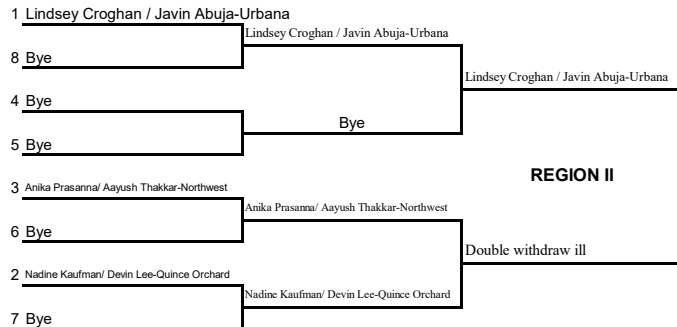 1 Lindsey Croghan / Javin Abuja-Urbana
Lindsey Croghan / Javin Abuja-Urbana
8 Bye
Lindsey Croghan / Javin Abuja-Urbana
4 Bye
Bye
5 Bye
REGION II
3 Anika Prasanna/ Aayush Thakkar-Northwest
Anika Prasanna/ Aayush Thakkar-Northwest
6 Bye
Double withdraw ill
2 Nadine Kaufman/ Devin Lee-Quince Orchard
Nadine Kaufman/ Devin Lee-Quince Orchard
7 Bye